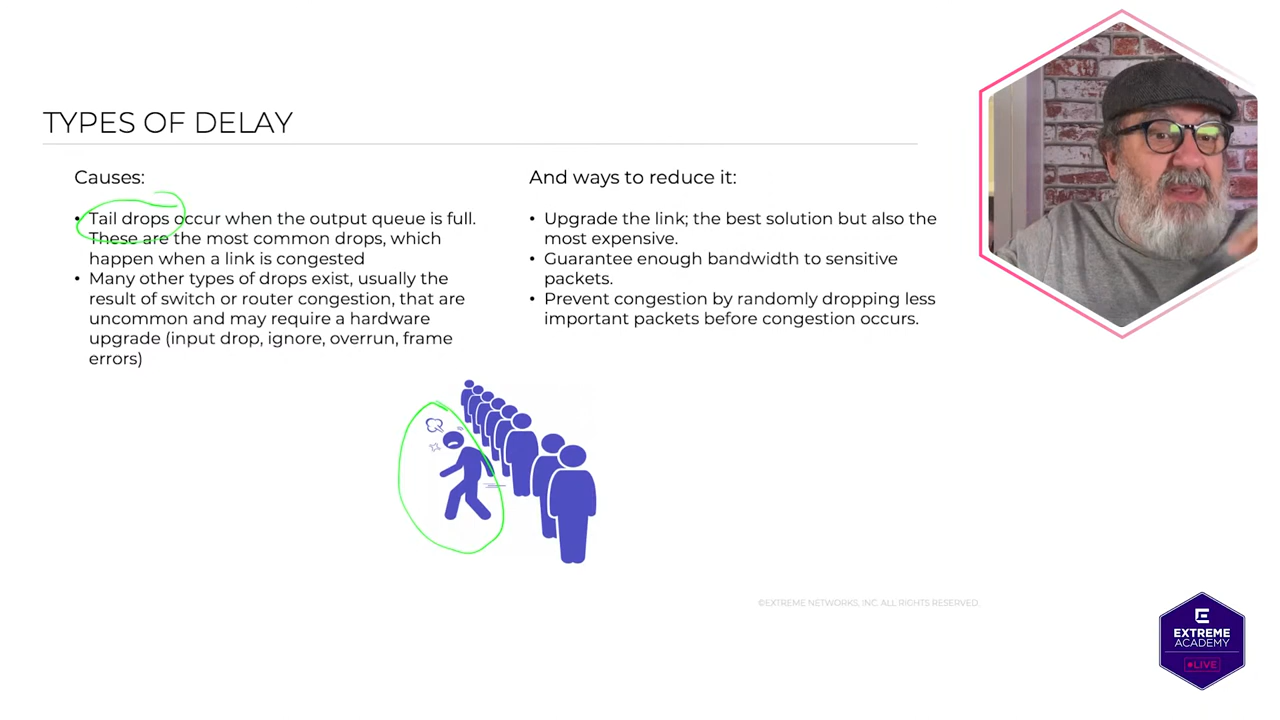 TYPES OF DELAY
Causes:
• Tail drops occur when the output queue is full.
These are the most common drops, which
happen when a link is congested
• Many other types of drops exist, usually the
result of switch or router congestion, that are
uncommon and may require a hardware
upgrade (input drop, ignore, overrun, frame
errors)
And ways to reduce it:
• Upgrade the link; the best solution but also the
most expensive.
• Guarantee enough bandwidth to sensitive
packets.
• Prevent congestion by randomly dropping less
important packets before congestion occurs.
©EXTREME NETWORKS, INC. ALL RIGHTS RESERVED.
EXTREME
ACADEMY
LIVE